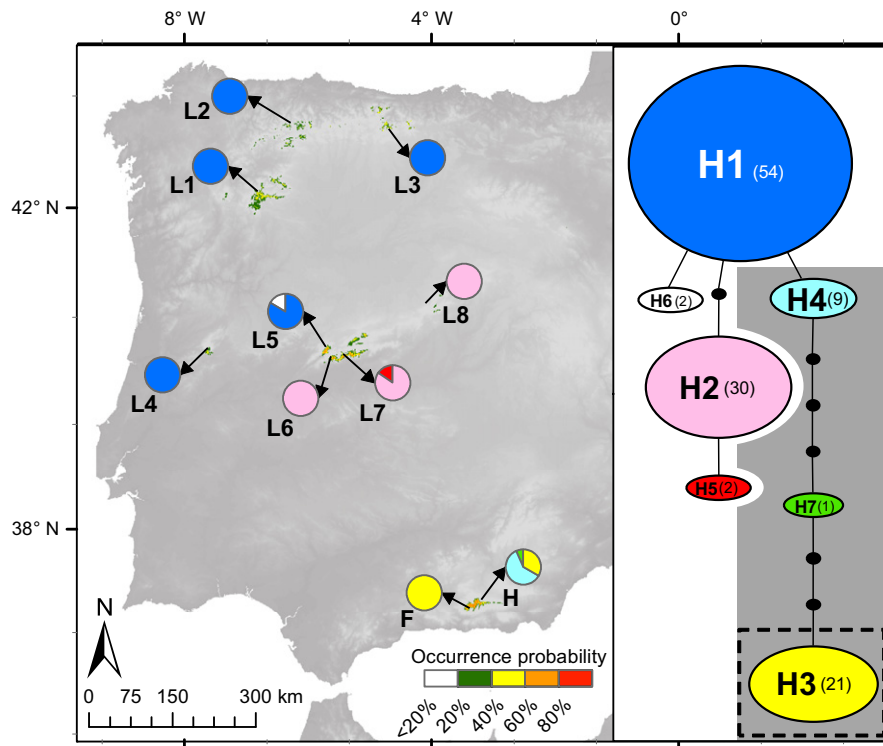 8° W 4° W 0°
42° N
38° N
L2
L1
L3
L5
L8
L4
L6
L7
F
H
N
0 75 150 300 km
Occurrence probability
<20% 20% 40% 60% 80%
H1 (54)
H6 (2)
H4 (9)
H2 (30)
H5 (2)
H7 (1)
H3 (21)